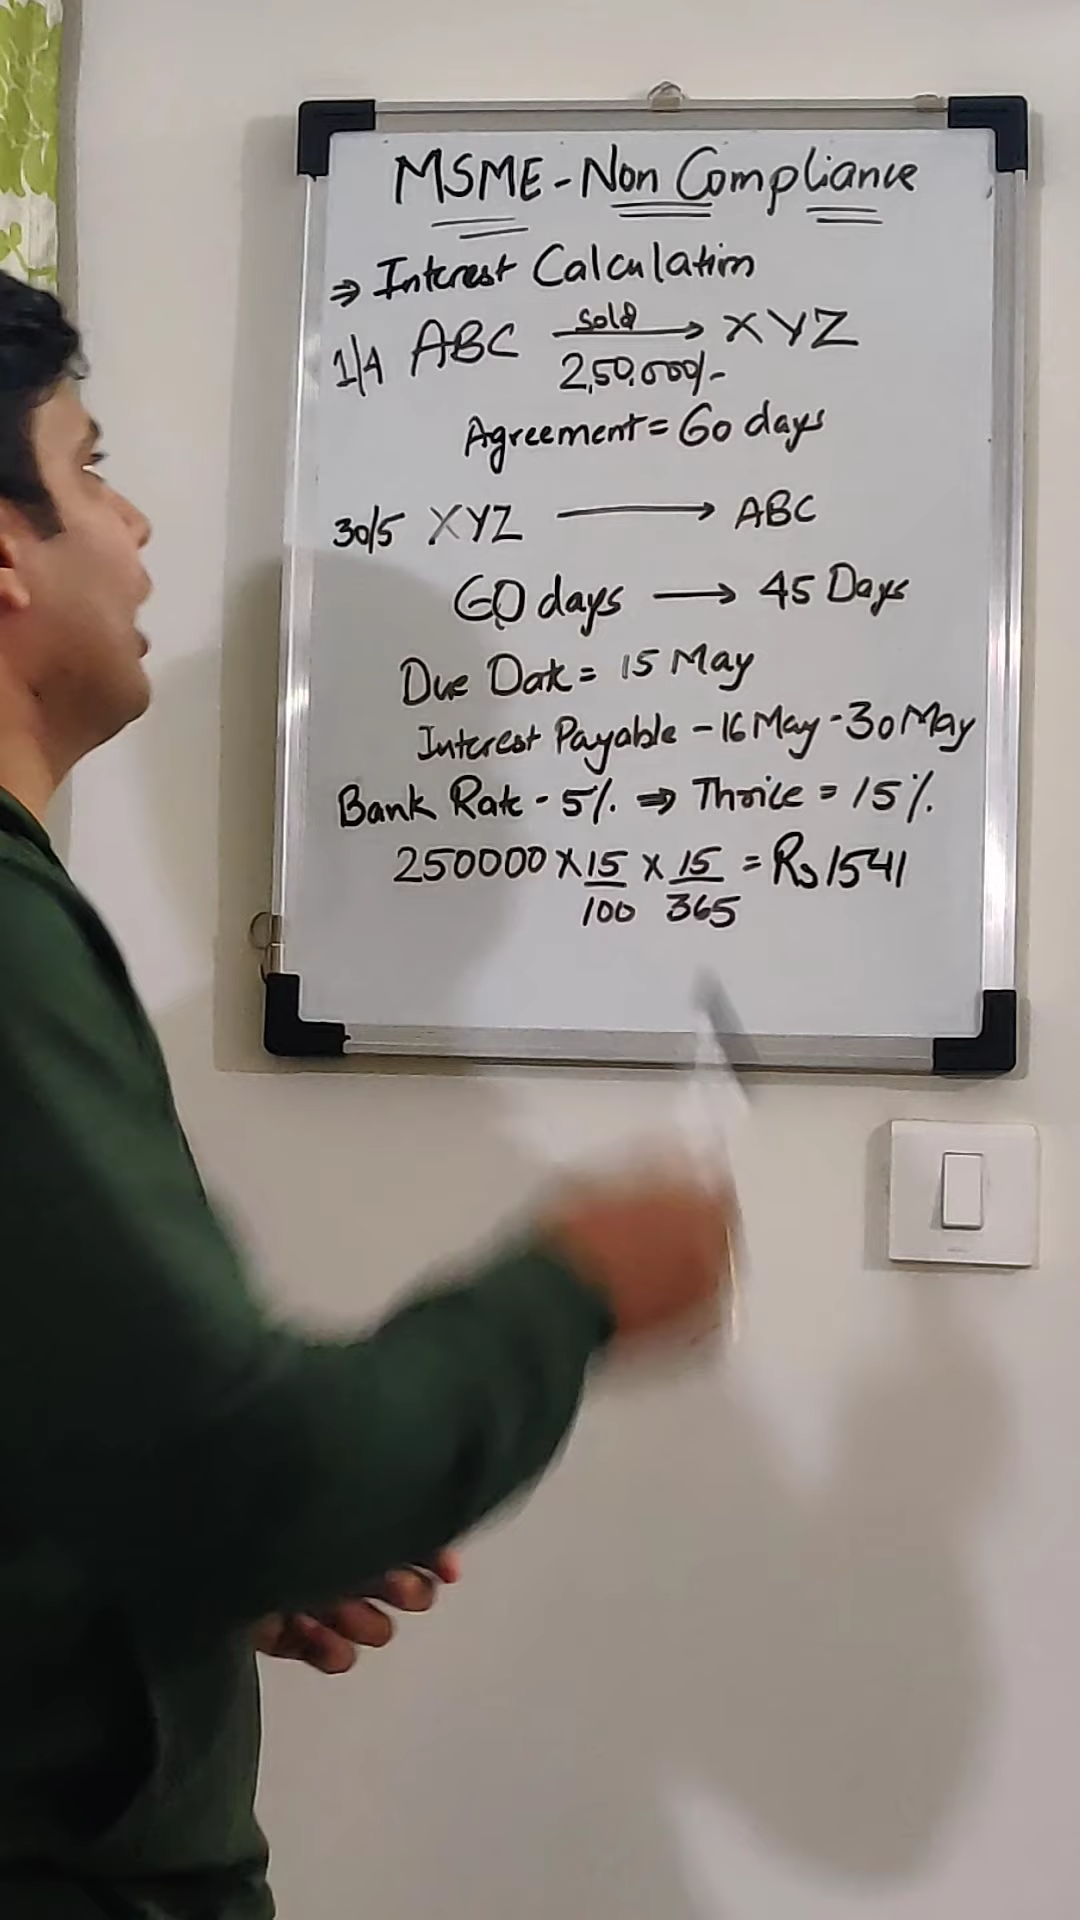 MSME - Non Compliance
⇒ Interest Calculation
1/4 ABC sold → XYZ
2,50,000/-
Agreement = 60 days
30/5 XYZ → ABC
60 days → 45 Days
Due Date = 15 May
Interest Payable - 16 May - 30 May
Bank Rate - 5% ⇒ Thrice = 15%
250000 × 15/100 × 15/365 = Rs 1541